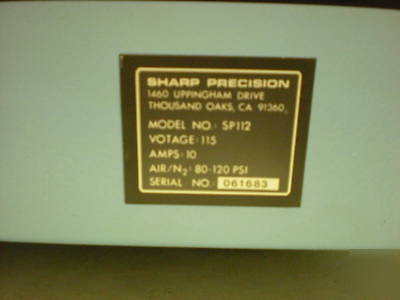 SHARP PRECISION
1460 UPPINGHAM DRIVE
THOUSAND OAKS, CA 91360
MODEL NO.: SP112
VOTAGE: 115
AMPS: 10
AIR/N₂: 80-120 PSI
SERIAL NO. 061683